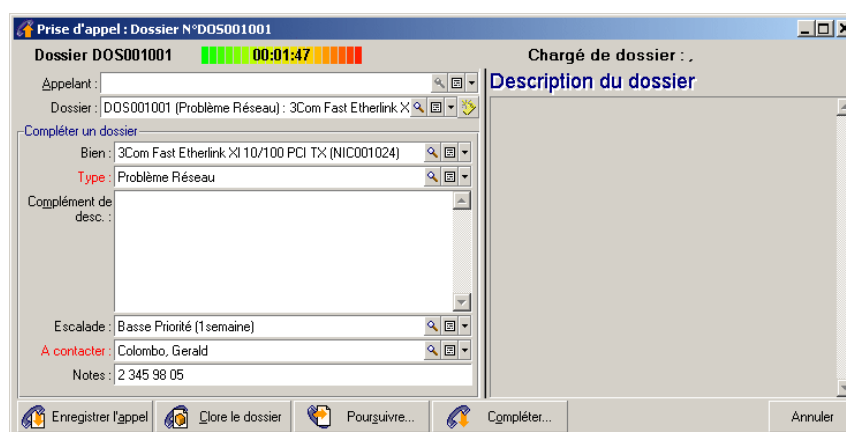 Prise d'appel : Dossier N°DOS001001
Dossier DOS001001
00:01:47
Chargé de dossier : ,
Appelant :
Description du dossier
Dossier : DOS001001 (Problème Réseau) : 3Com Fast Etherlink X
Compléter un dossier
Bien : 3Com Fast Etherlink XI 10/100 PCI TX (NIC001024)
Type : Problème Réseau
Complément de
desc. :
Escalade : Basse Priorité (1semaine)
A contacter : Colombo, Gerald
Notes : 2 345 98 05
Enregistrer l'appel
Clore le dossier
Poursuivre...
Compléter...
Annuler